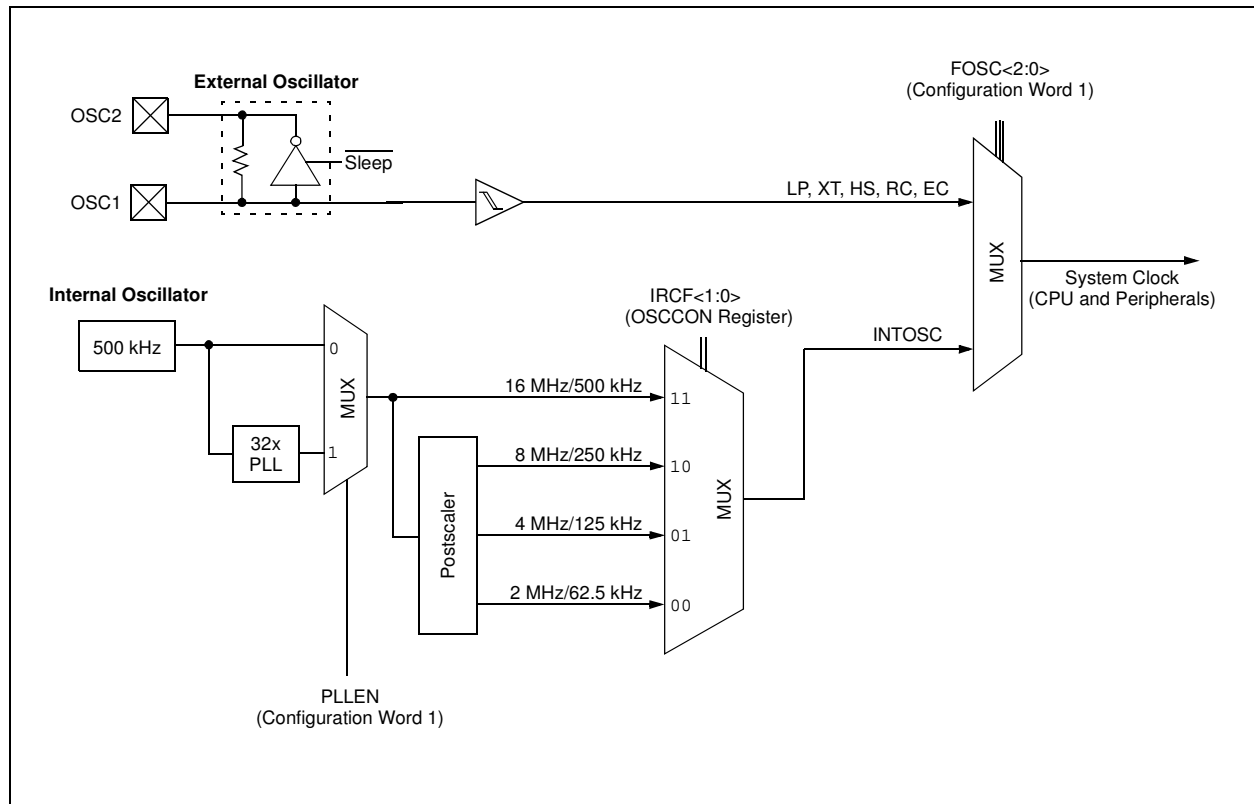 External Oscillator
OSC2
Sleep
OSC1
FOSC<2:0>
(Configuration Word 1)
LP, XT, HS, RC, EC
MUX
System Clock
(CPU and Peripherals)
Internal Oscillator
500 kHz
32x
PLL
0
1
MUX
PLLEN
(Configuration Word 1)
IRCF<1:0>
(OSCCON Register)
16 MHz/500 kHz
8 MHz/250 kHz
4 MHz/125 kHz
2 MHz/62.5 kHz
Postscaler
11
10
01
00
MUX
INTOSC